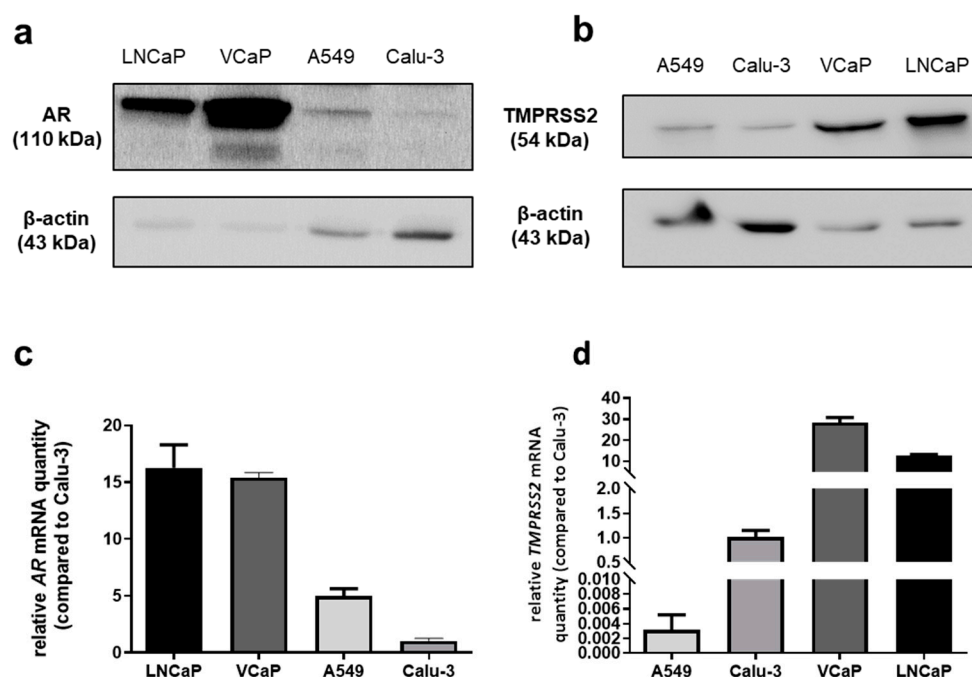 a
LNCaP VCaP A549 Calu-3
AR
(110 kDa)
β-actin
(43 kDa)
b
A549 Calu-3 VCaP LNCaP
TMPRSS2
(54 kDa)
β-actin
(43 kDa)
c
relative AR mRNA quantity
(compared to Calu-3)
20
15
10
5
0
LNCaP VCaP A549 Calu-3
d
relative TMPRSS2 mRNA
quantity (compared to Calu-3)
40
30
20
10
2.0
1.5
1.0
0.5
0.010
0.008
0.006
0.004
0.002
0.000
A549 Calu-3 VCaP LNCaP